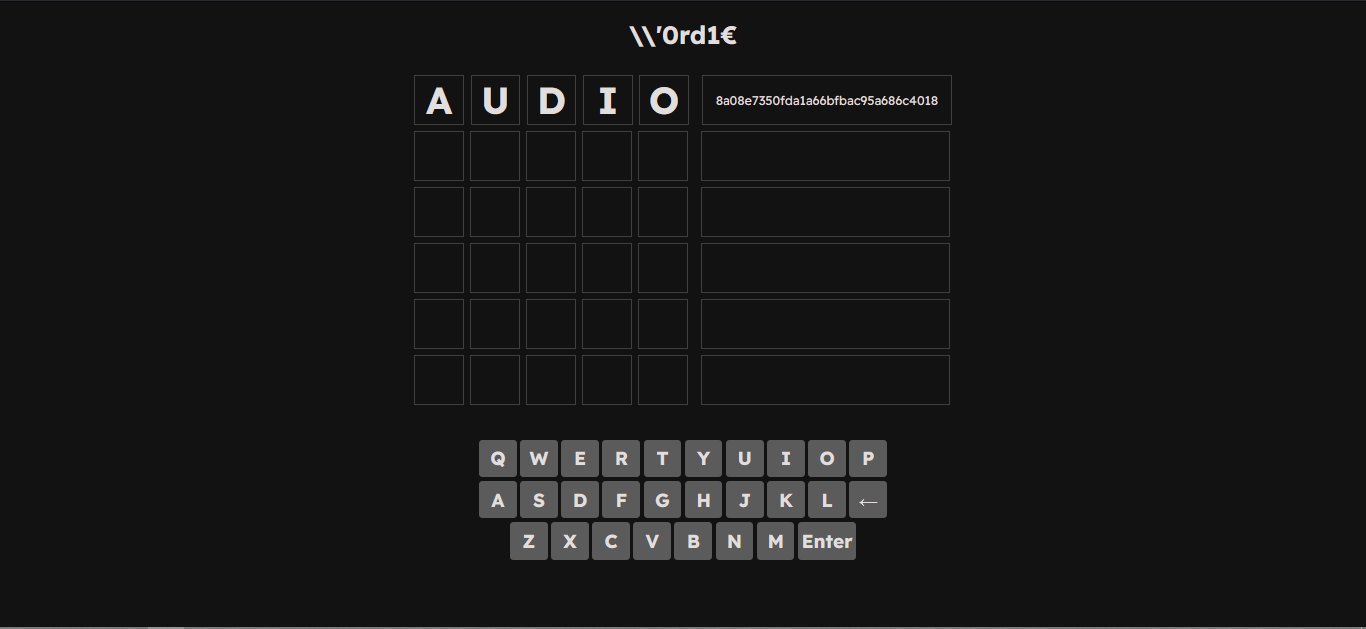 \\'0rd1€
A U D I O 8a08e7350fda1a66bfbac95a686c4018
Q W E R T Y U I O P
A S D F G H J K L ←
Z X C V B N M Enter